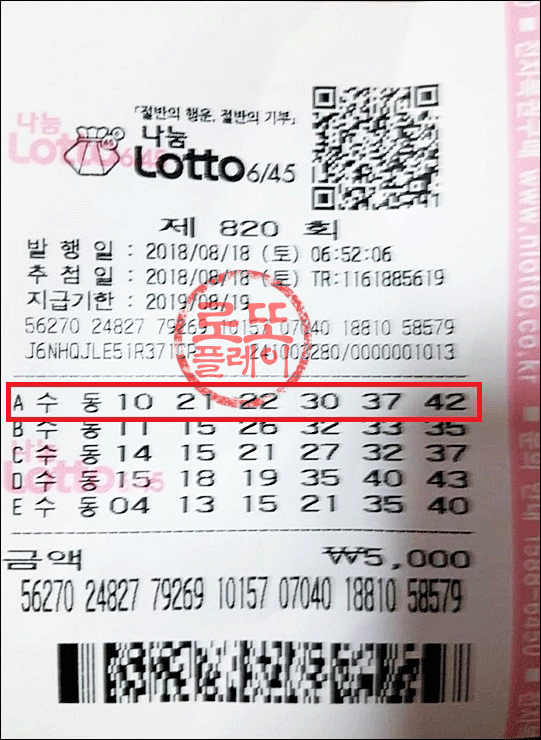 「절반의 행운, 절반의 기부」
나눔
Lotto 6/45
제 820 회
발 행 일 : 2018/08/18 (토) 06:52:06
추 첨 일 : 2018/08/18 (토) TR:1161885619
지급기한 : 2019/08/19
56270 24827 79269 10157 07040 18810 58579
로또
플레이
A 수 동 10 21 22 30 37 42
B 수 동 11 15 26 32 33 35
C 수 동 14 15 21 27 32 37
D 수 동 15 18 19 35 40 43
E 수 동 04 13 15 21 35 40
금액 ₩5,000
56270 24827 79269 10157 07040 18810 58579
나눔
Lotto 6/45
www.nlotto.co.kr